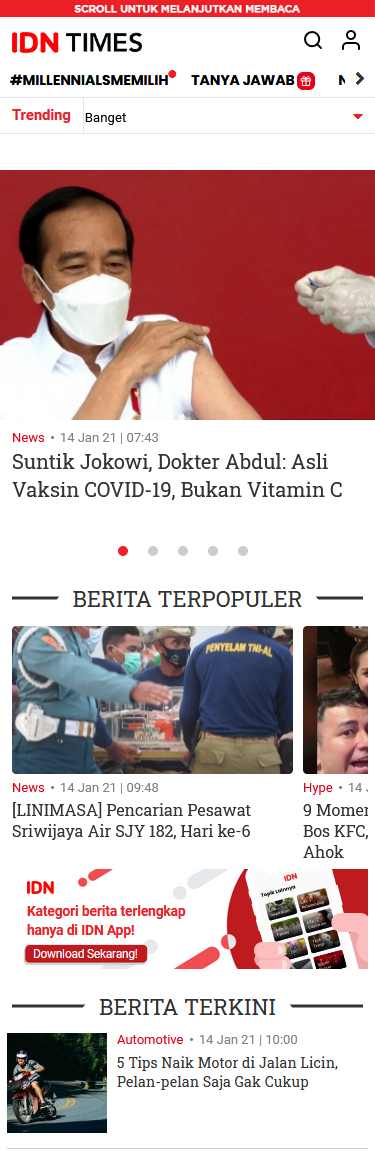 SCROLL UNTUK MELANJUTKAN MEMBACA
IDN TIMES
#MILLENNIALSMEMILIH TANYA JAWAB
Trending
Banget
News • 14 Jan 21 | 07:43
Suntik Jokowi, Dokter Abdul: Asli
Vaksin COVID-19, Bukan Vitamin C
BERITA TERPOPULER
PENYELAM TNI-AL
News • 14 Jan 21 | 09:48
[LINIMASA] Pencarian Pesawat
Sriwijaya Air SJY 182, Hari ke-6
Hype • 14
9 Momen
Bos KFC,
Ahok
IDN
Kategori berita terlengkap
hanya di IDN App!
Download Sekarang!
IDN
Topik Lainnya
BERITA TERKINI
Automotive • 14 Jan 21 | 10:00
5 Tips Naik Motor di Jalan Licin,
Pelan-pelan Saja Gak Cukup